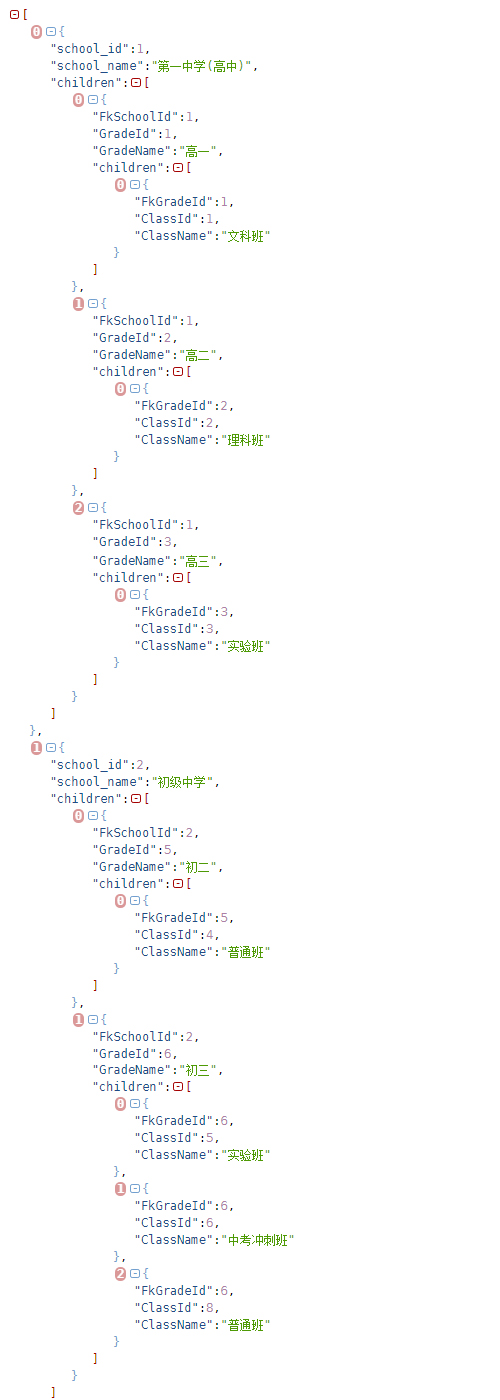 [
0 {
"school_id":1,
"school_name":"第一中学(高中)",
"children":[
0 {
"FkSchoolId":1,
"GradeId":1,
"GradeName":"高一",
"children":[
0 {
"FkGradeId":1,
"ClassId":1,
"ClassName":"文科班"
}
]
},
1 {
"FkSchoolId":1,
"GradeId":2,
"GradeName":"高二",
"children":[
0 {
"FkGradeId":2,
"ClassId":2,
"ClassName":"理科班"
}
]
},
2 {
"FkSchoolId":1,
"GradeId":3,
"GradeName":"高三",
"children":[
0 {
"FkGradeId":3,
"ClassId":3,
"ClassName":"实验班"
}
]
}
]
},
1 {
"school_id":2,
"school_name":"初级中学",
"children":[
0 {
"FkSchoolId":2,
"GradeId":5,
"GradeName":"初二",
"children":[
0 {
"FkGradeId":5,
"ClassId":4,
"ClassName":"普通班"
}
]
},
1 {
"FkSchoolId":2,
"GradeId":6,
"GradeName":"初三",
"children":[
0 {
"FkGradeId":6,
"ClassId":5,
"ClassName":"实验班"
},
1 {
"FkGradeId":6,
"ClassId":6,
"ClassName":"中考冲刺班"
},
2 {
"FkGradeId":6,
"ClassId":8,
"ClassName":"普通班"
}
]
}
]